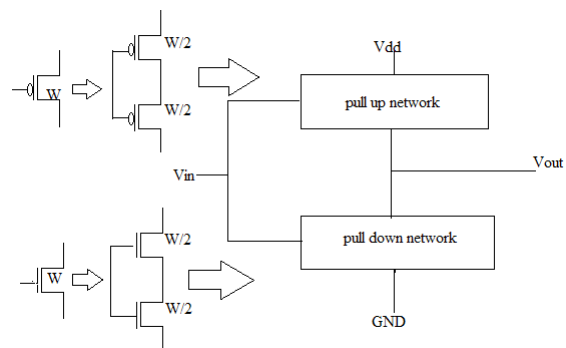 W/2
Vdd
W
W/2
pull up network
Vin
Vout
W/2
pull down network
W
W/2
GND